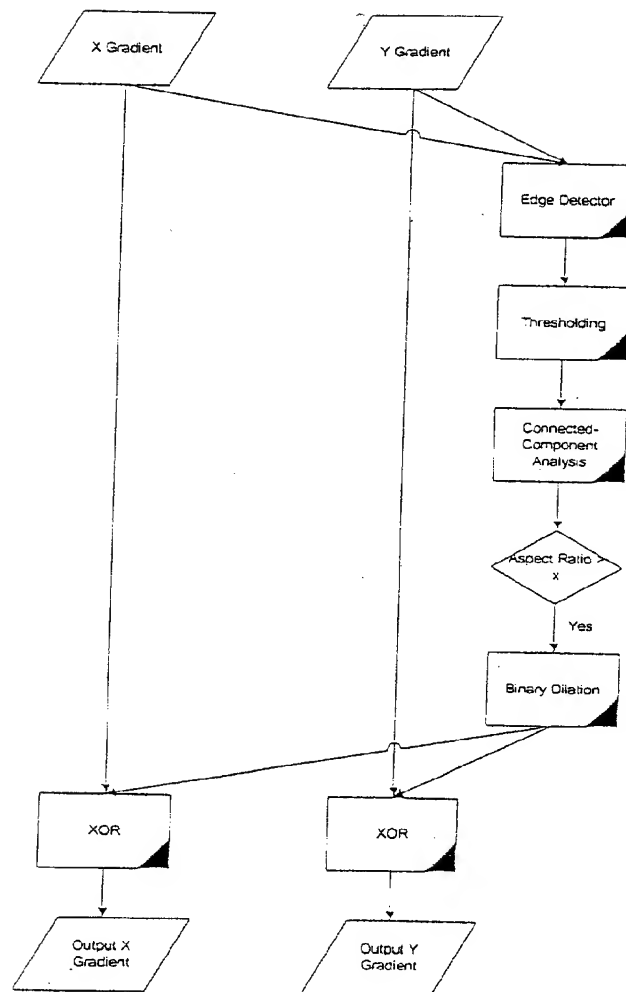 X Gradient
Y Gradient
Edge Detector
Thresholding
Connected-
Component
Analysis
Aspect Ratio >
x
Yes
Binary Dilation
XOR
XOR
Output X
Gradient
Output Y
Gradient